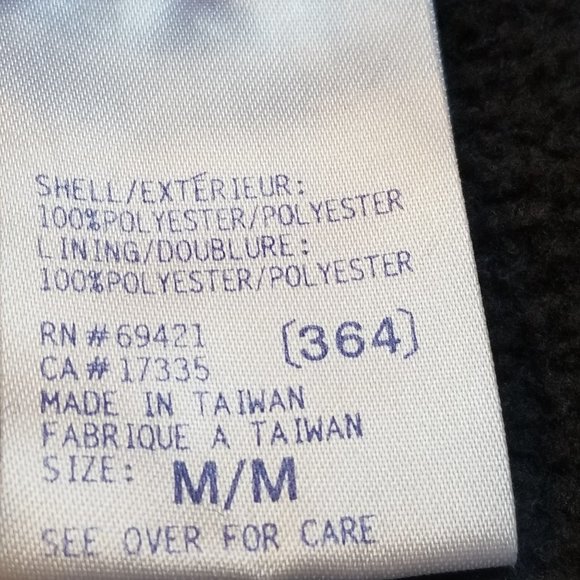 SHELL/EXTÉRIEUR:
100%POLYESTER/POLYESTER
LINING/DOUBLURE:
100%POLYESTER/POLYESTER
RN # 69421 (364)
CA # 17335
MADE IN TAIWAN
FABRIQUE A TAIWAN
SIZE: M/M
SEE OVER FOR CARE